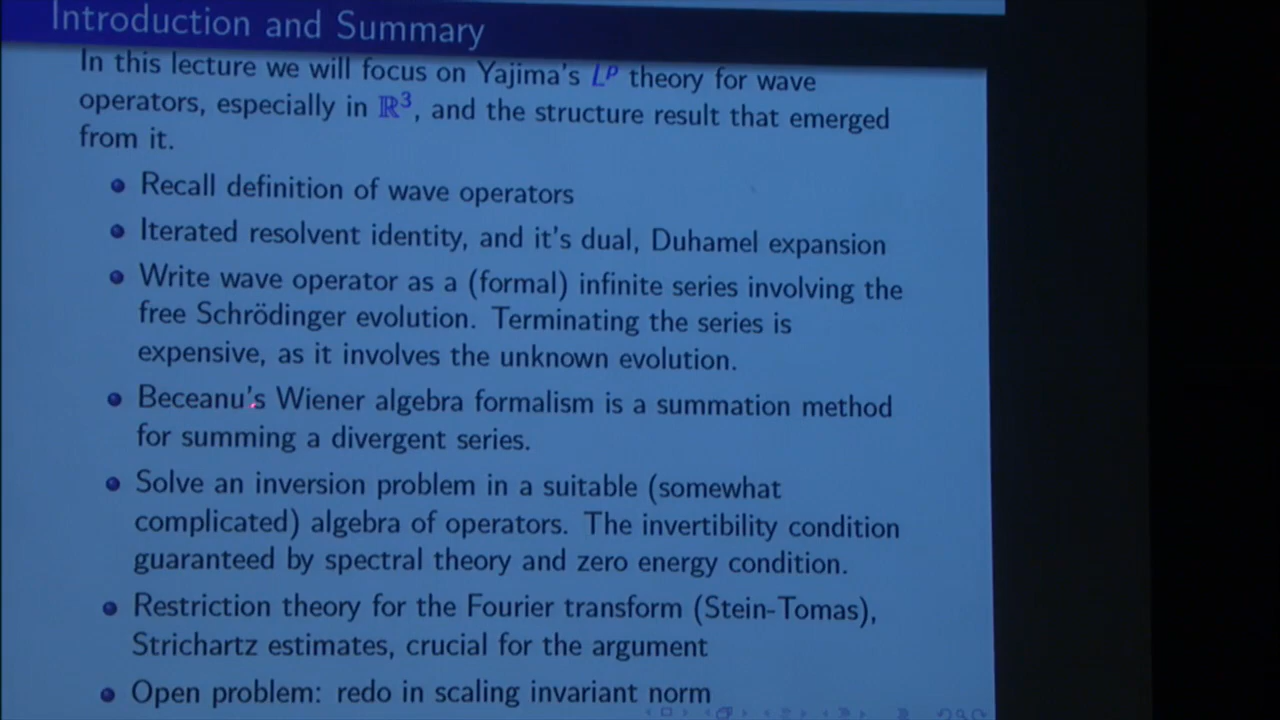 Introduction and Summary
In this lecture we will focus on Yajima's L^p theory for wave
operators, especially in ℝ³, and the structure result that emerged
from it.
Recall definition of wave operators
Iterated resolvent identity, and it's dual, Duhamel expansion
Write wave operator as a (formal) infinite series involving the
free Schrödinger evolution. Terminating the series is
expensive, as it involves the unknown evolution.
Beceanu's Wiener algebra formalism is a summation method
for summing a divergent series.
Solve an inversion problem in a suitable (somewhat
complicated) algebra of operators. The invertibility condition
guaranteed by spectral theory and zero energy condition.
Restriction theory for the Fourier transform (Stein-Tomas),
Strichartz estimates, crucial for the argument
Open problem: redo in scaling invariant norm